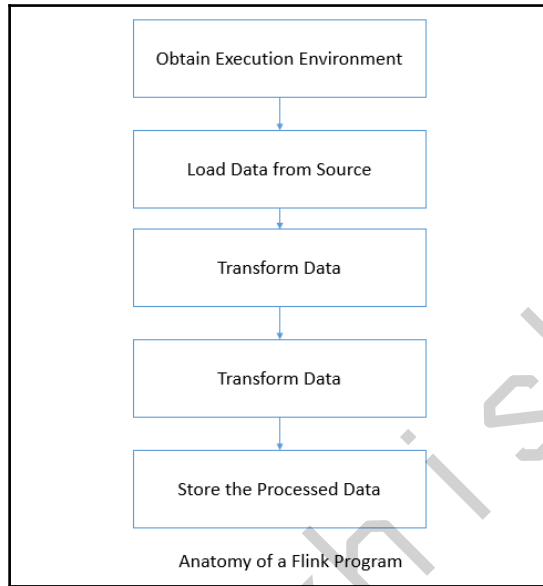 Obtain Execution Environment
Load Data from Source
Transform Data
Transform Data
Store the Processed Data
Anatomy of a Flink Program